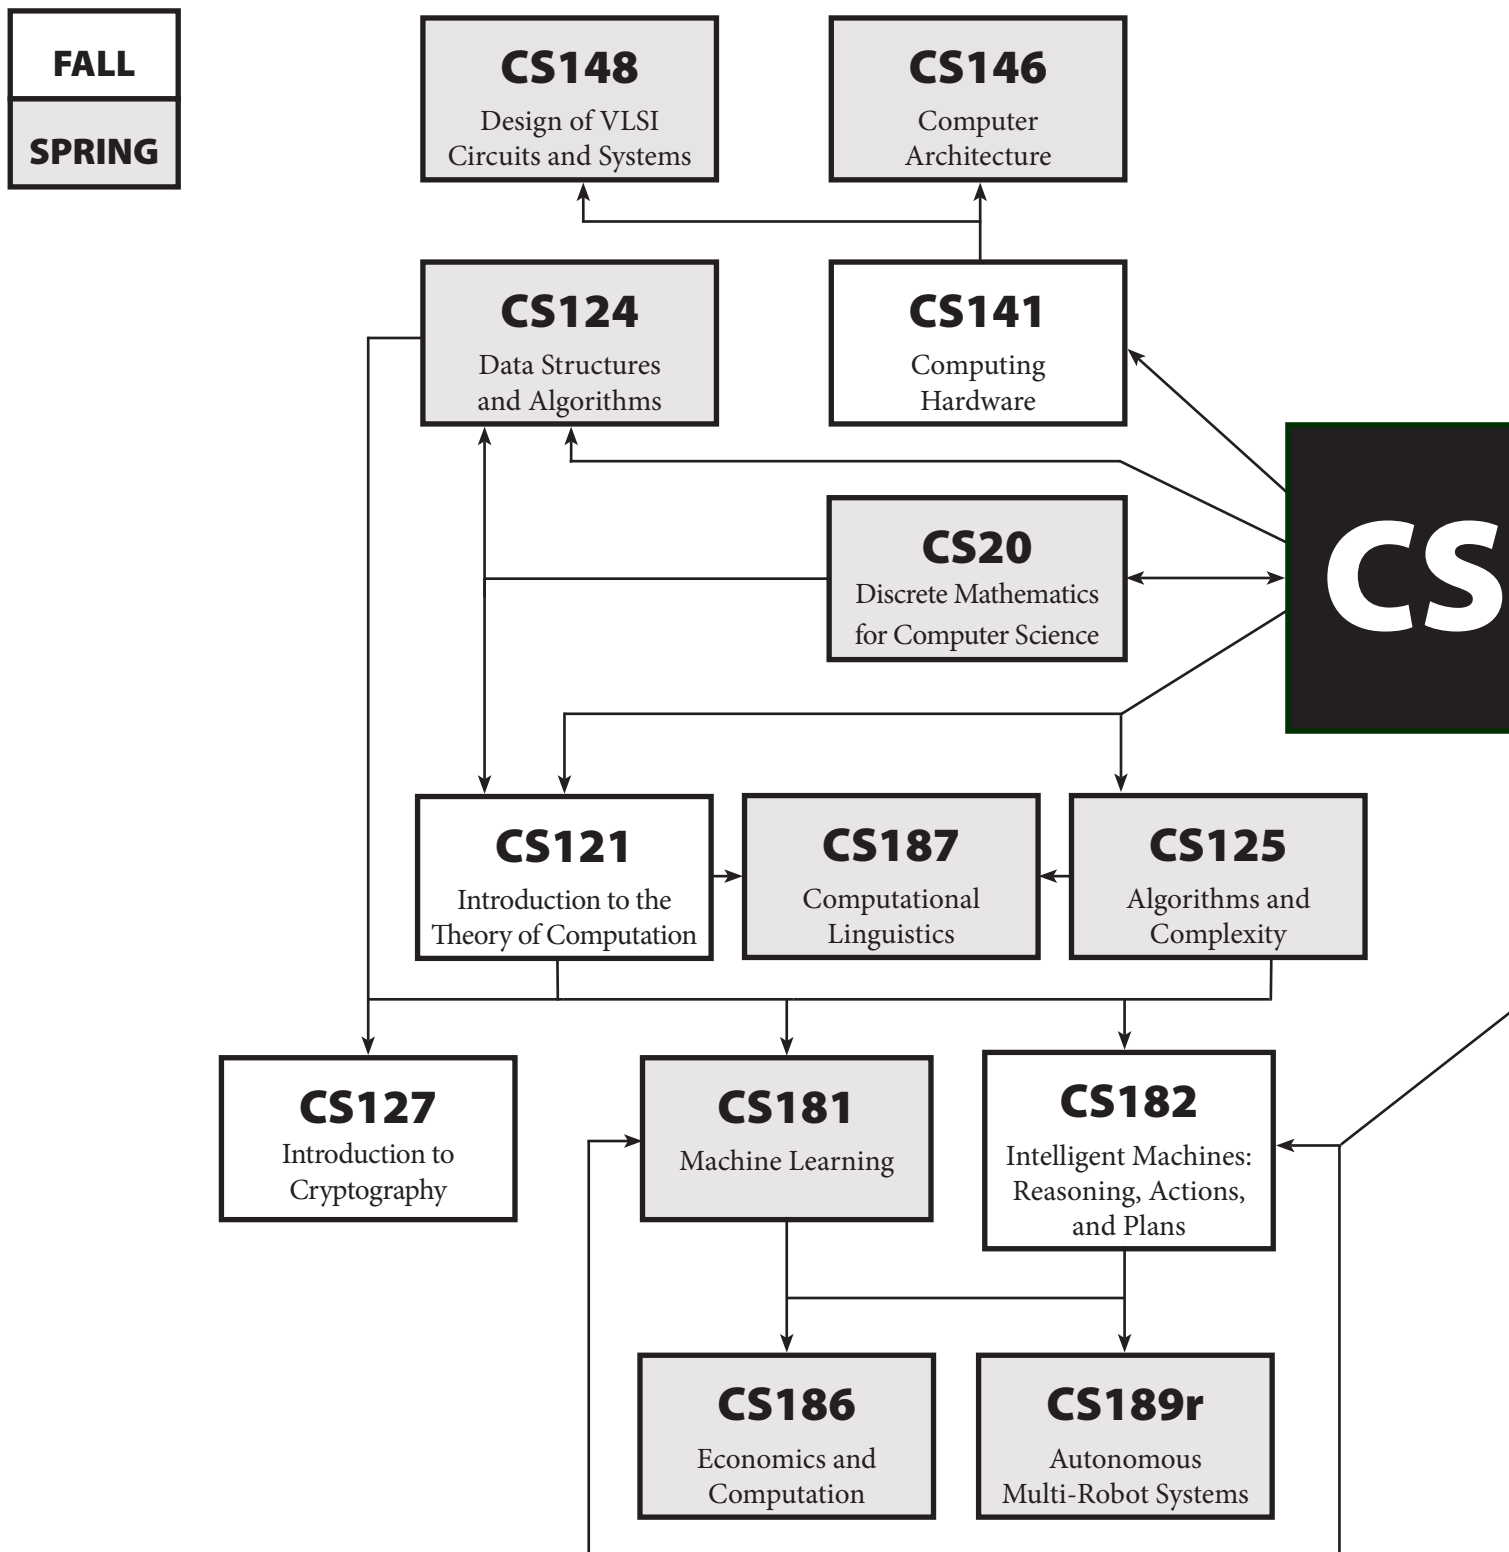 FALL
SPRING
CS148
Design of VLSI
Circuits and Systems
CS146
Computer
Architecture
CS124
Data Structures
and Algorithms
CS141
Computing
Hardware
CS20
Discrete Mathematics
for Computer Science
CS
CS121
Introduction to the
Theory of Computation
CS187
Computational
Linguistics
CS125
Algorithms and
Complexity
CS127
Introduction to
Cryptography
CS181
Machine Learning
CS182
Intelligent Machines:
Reasoning, Actions,
and Plans
CS186
Economics and
Computation
CS189r
Autonomous
Multi-Robot Systems